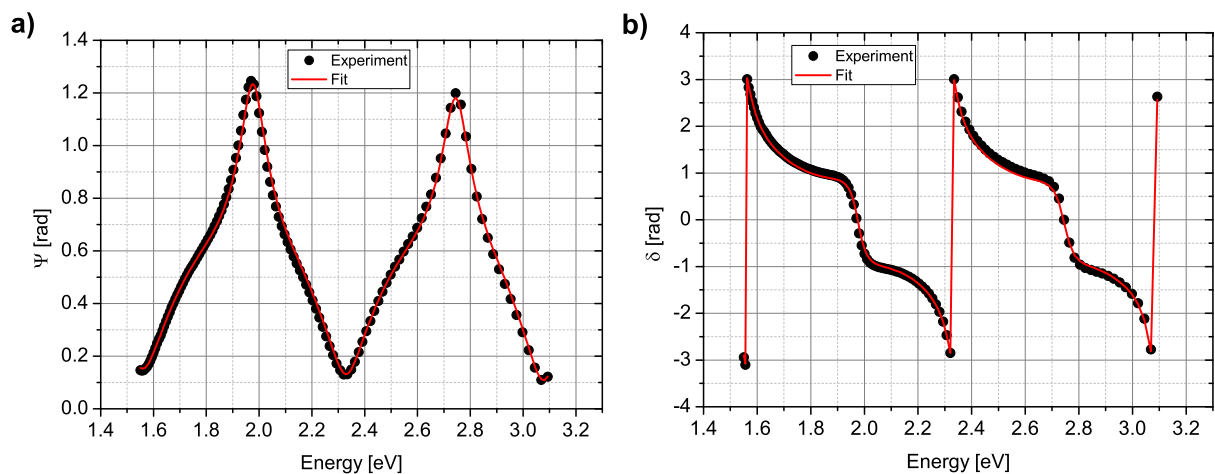 a)
1.4
1.2
1.0
0.8
0.6
0.4
0.2
0.0
Ψ [rad]
Experiment
Fit
1.4 1.6 1.8 2.0 2.2 2.4 2.6 2.8 3.0 3.2
Energy [eV]
b)
4
3
2
1
0
-1
-2
-3
-4
δ [rad]
Experiment
Fit
1.4 1.6 1.8 2.0 2.2 2.4 2.6 2.8 3.0 3.2
Energy [eV]